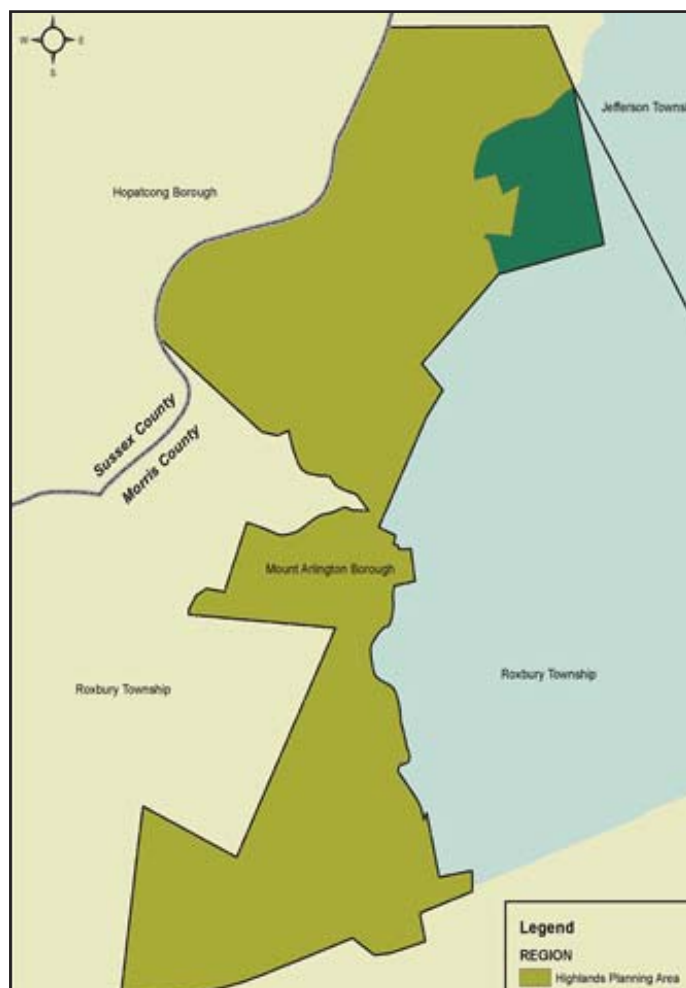 N
W E
S
Jefferson Townsh
Hopatcong Borough
Sussex County
Morris County
Mount Arlington Borough
Roxbury Township
Roxbury Township
Legend
REGION
Highlands Planning Area